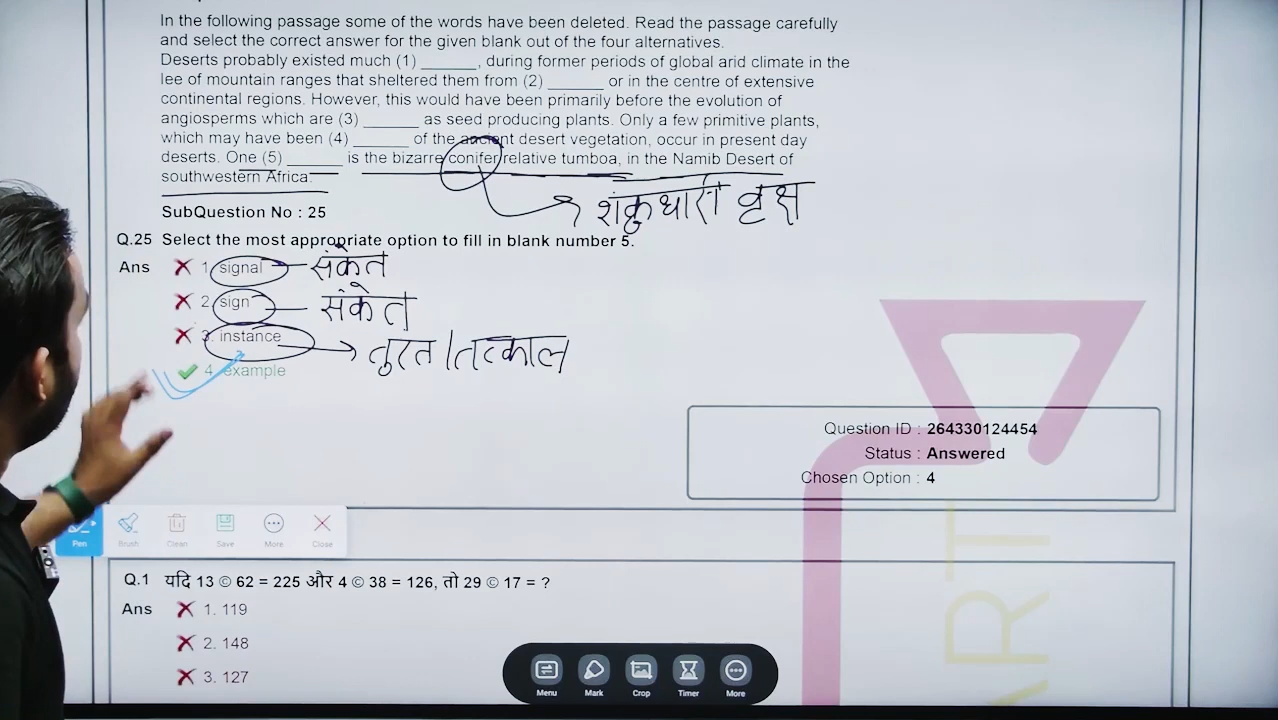 In the following passage some of the words have been deleted. Read the passage carefully
and select the correct answer for the given blank out of the four alternatives.
Deserts probably existed much (1) ______, during former periods of global arid climate in the
lee of mountain ranges that sheltered them from (2) ______ or in the centre of extensive
continental regions. However, this would have been primarily before the evolution of
angiosperms which are (3) ______ as seed producing plants. Only a few primitive plants,
which may have been (4) ______ of the ancient desert vegetation, occur in present day
deserts. One (5) ______ is the bizarre conifer relative tumboa, in the Namib Desert of
southwestern Africa.
शंकुधारी वृक्ष
SubQuestion No : 25
Q.25 Select the most appropriate option to fill in blank number 5.
Ans 1. signal संकेत
2. sign संकेत
3. instance तुरत/तत्काल
4. example
Question ID : 264330124454
Status : Answered
Chosen Option : 4
Pen Brush Clean Save More Close
Q.1 यदि 13 © 62 = 225 और 4 © 38 = 126, तो 29 © 17 = ?
Ans 1. 119
2. 148
3. 127
Menu Mark Crop Timer More
ART